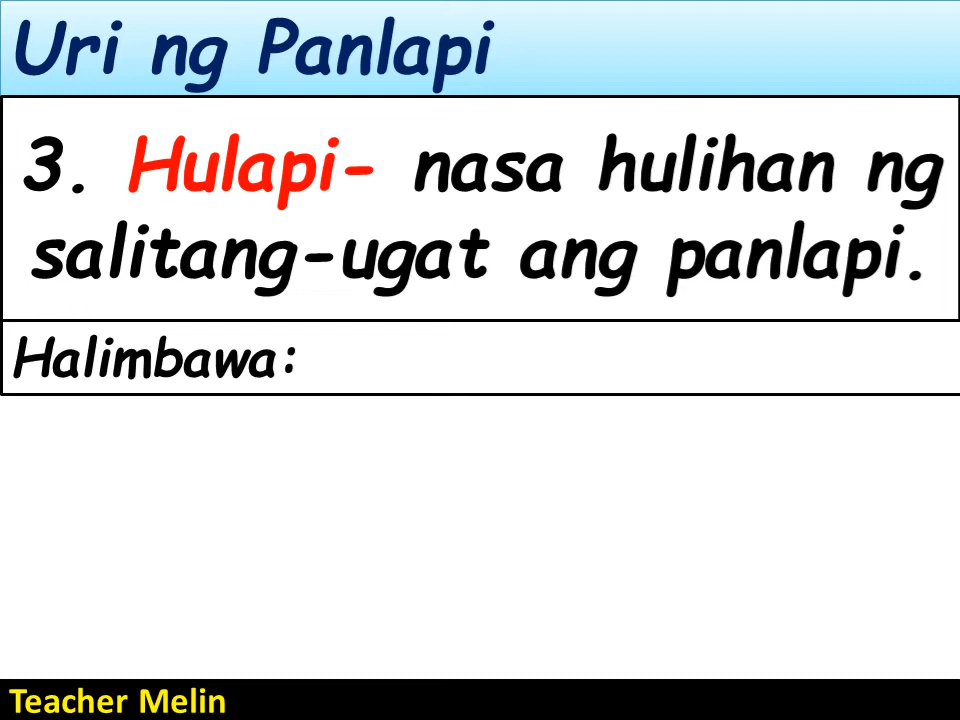 Uri ng Panlapi
3. Hulapi- nasa hulihan ng
salitang-ugat ang panlapi.
Halimbawa:
Teacher Melin